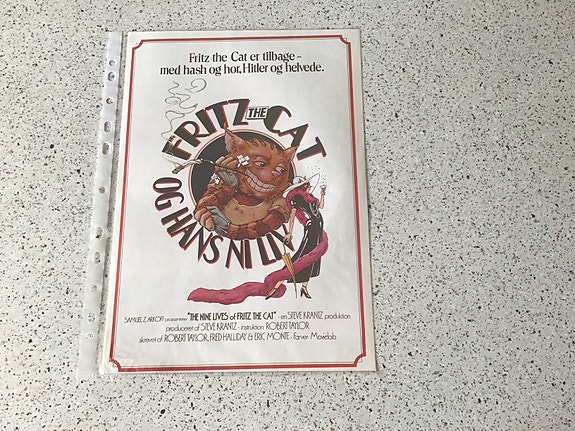 Fritz the Cat er tilbage –
med hash og hor, Hitler og helvede.
FRITZ THE CAT
OG HANS NI LIV
SAMUEL Z. ARKOFF præsenterer "THE NINE LIVES of FRITZ THE CAT" - en STEVE KRANTZ produktion
produceret af STEVE KRANTZ - instruktion ROBERT TAYLOR
skrevet af ROBERT TAYLOR, FRED HALLIDAY & ERIC MONTE - Farver: Movielab